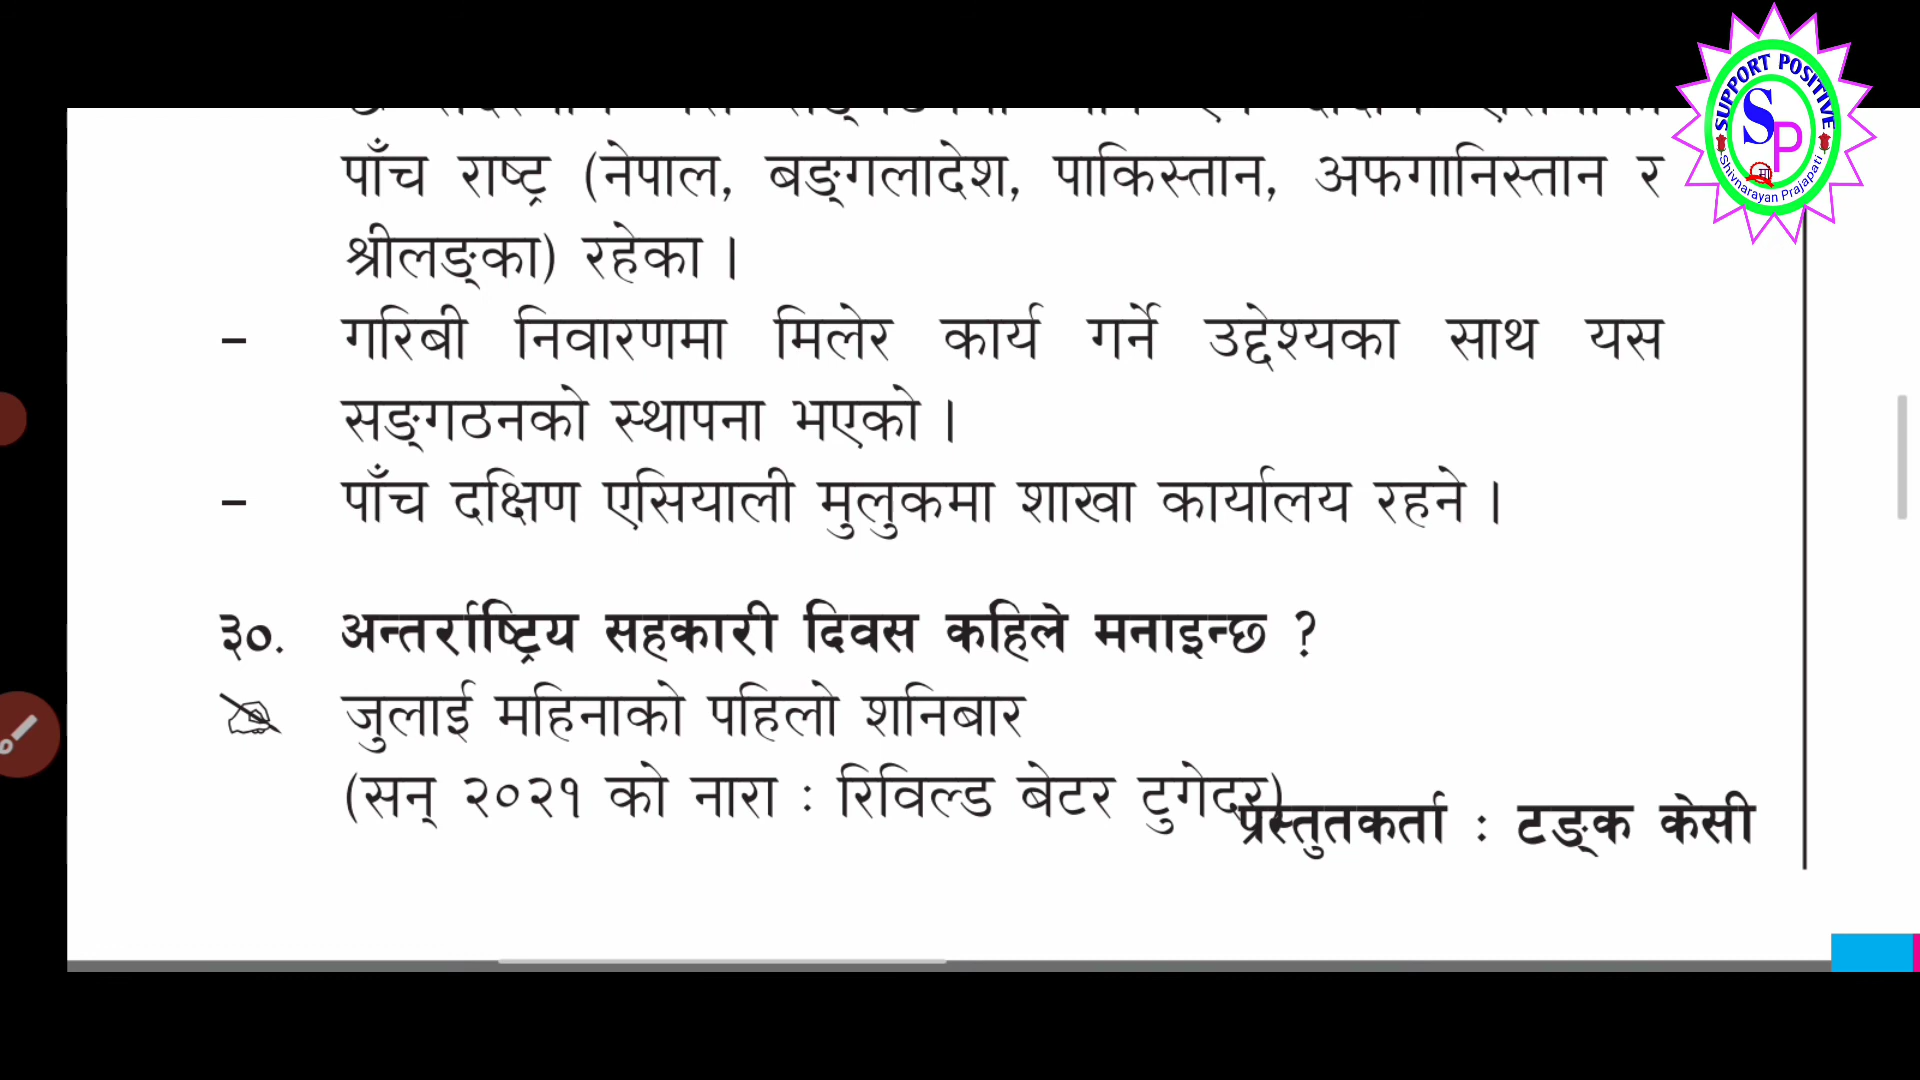 पाँच राष्ट्र (नेपाल, बङ्गलादेश, पाकिस्तान, अफगानिस्तान र
श्रीलङ्का) रहेका ।
– गरिबी निवारणमा मिलेर कार्य गर्ने उद्देश्यका साथ यस
सङ्गठनको स्थापना भएको ।
– पाँच दक्षिण एसियाली मुलुकमा शाखा कार्यालय रहने ।
३०. अन्तर्राष्ट्रिय सहकारी दिवस कहिले मनाइन्छ ?
जुलाई महिनाको पहिलो शनिबार
(सन् २०२१ को नारा : रिविल्ड बेटर टुगेदर)
प्रस्तुतकर्ता : टङ्क केसी
SUPPORT POSITIVE
SP
Shivnarayan Prajapati